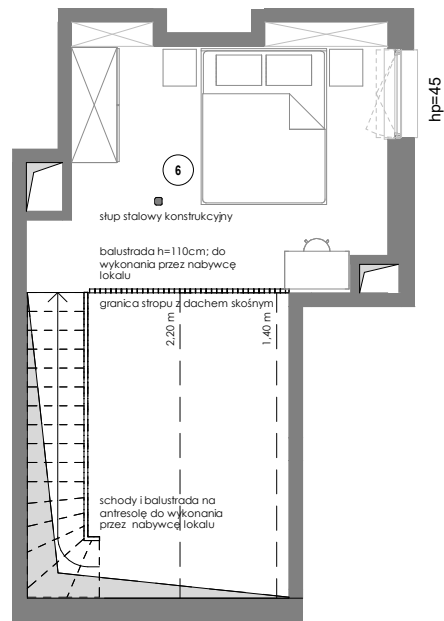 hp=45
6
słup stalowy konstrukcyjny
balustrada h=110cm; do
wykonania przez nabywcę
lokalu
granica stropu z dachem skośnym
2,20 m
1,40 m
schody i balustrada na
antresolę do wykonania
przez nabywcę lokalu